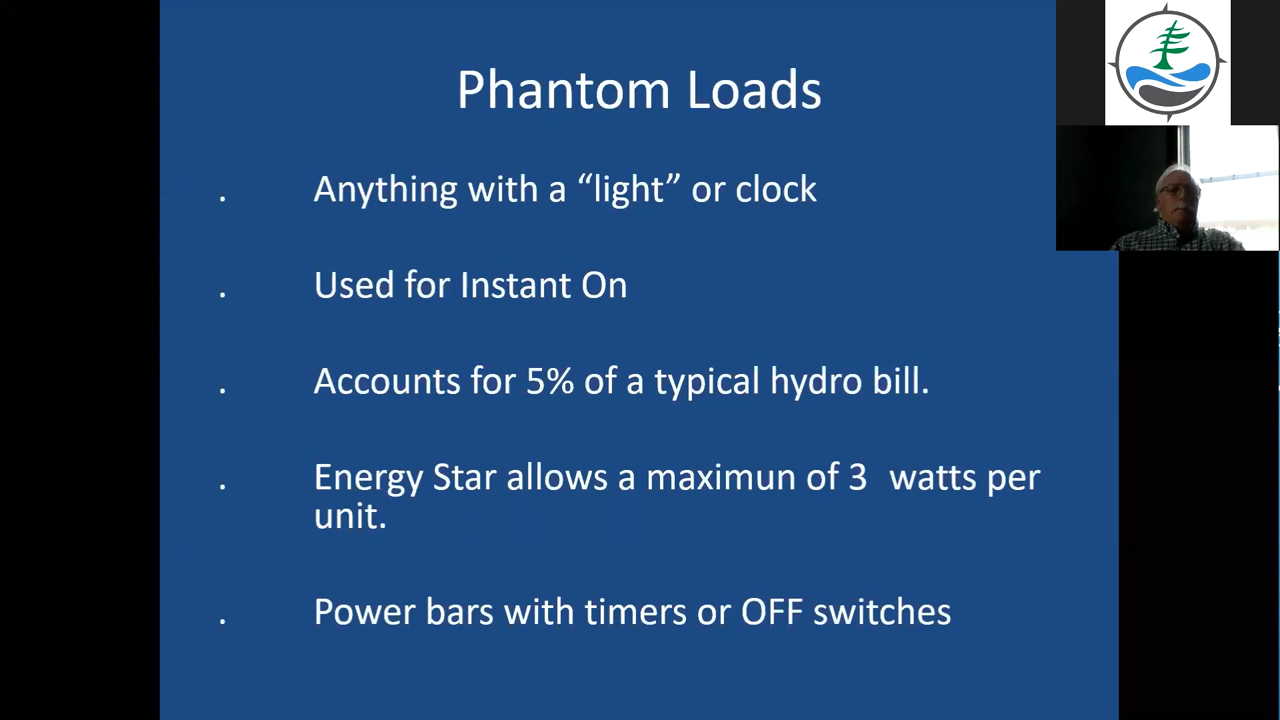 Phantom Loads
. Anything with a “light” or clock
. Used for Instant On
. Accounts for 5% of a typical hydro bill.
. Energy Star allows a maximun of 3 watts per
unit.
. Power bars with timers or OFF switches